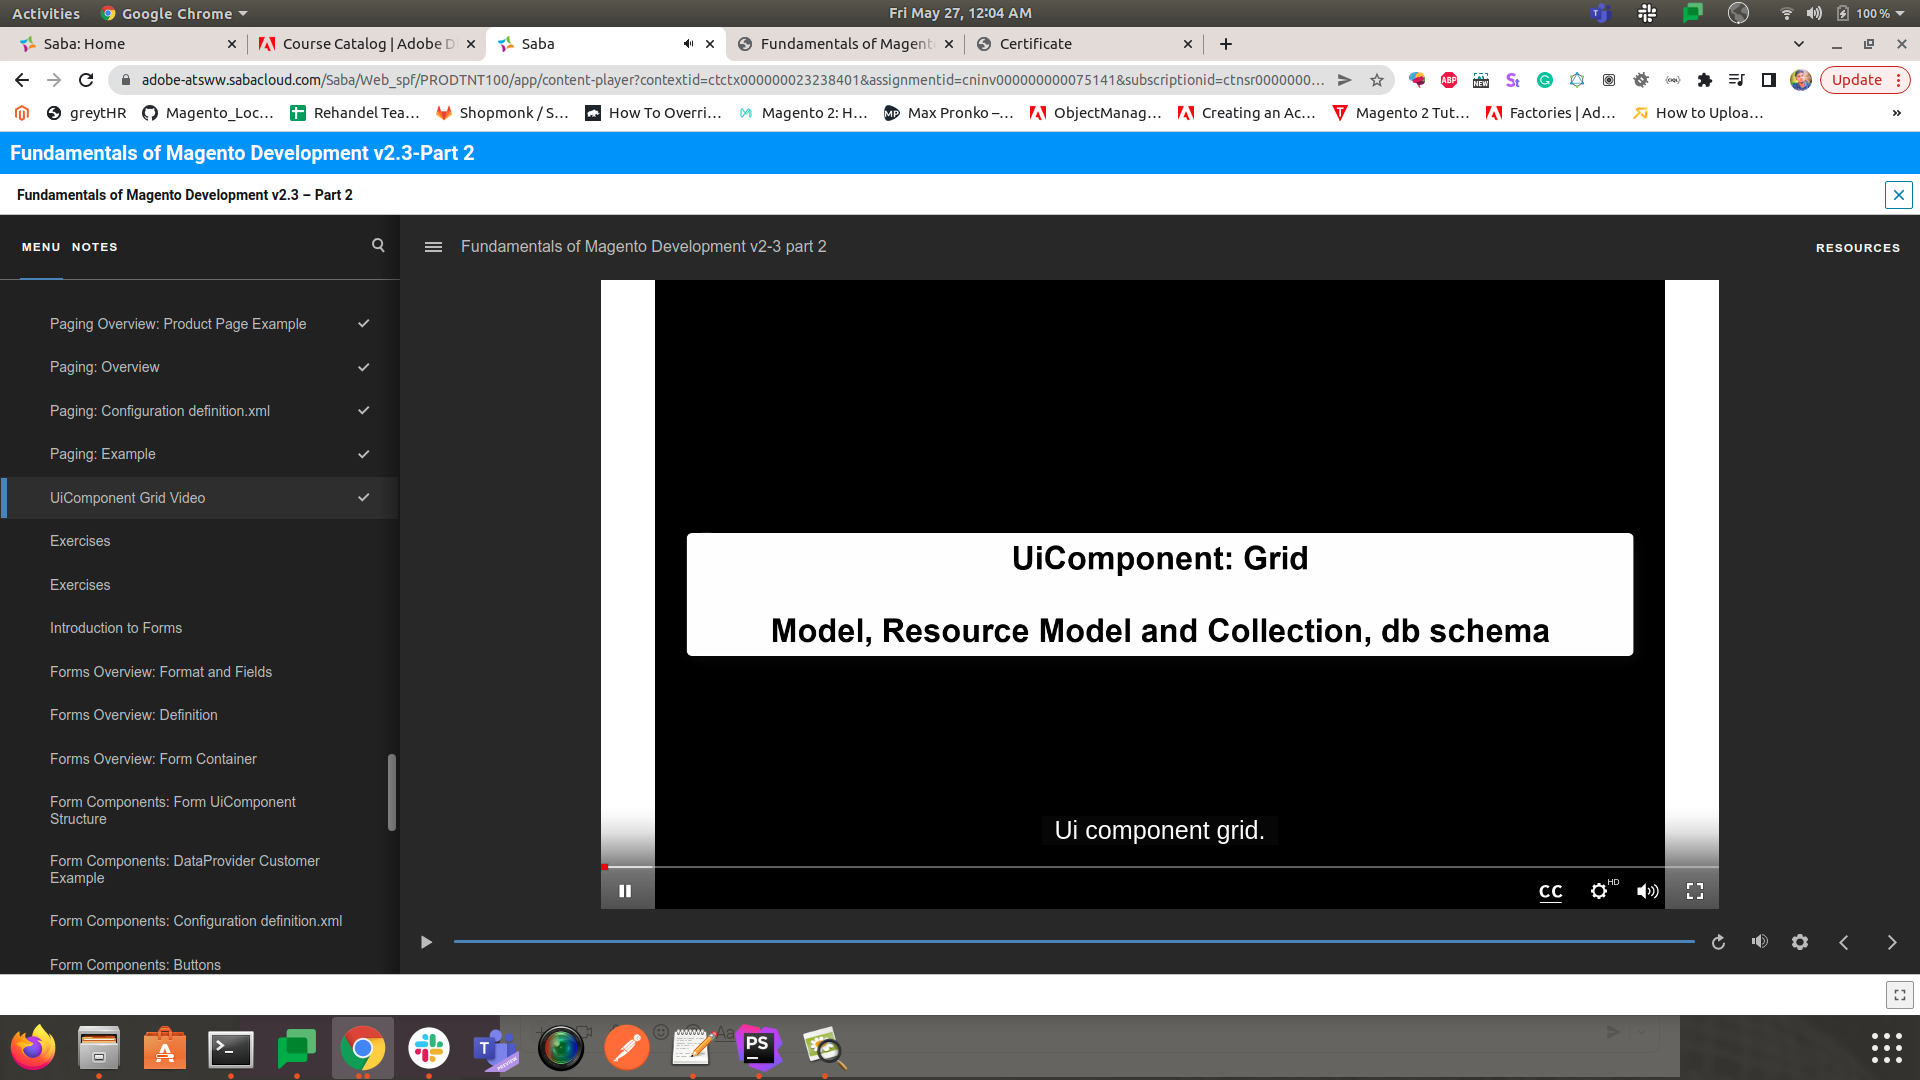 Activities Google Chrome Fri May 27, 12:04 AM 100 %
Saba: Home Course Catalog | Adobe D Saba Fundamentals of Magent Certificate
adobe-atsww.sabacloud.com/Saba/Web_spf/PRODTNT100/app/content-player?contextid=ctctx000000023238401&assignmentid=cninv000000000075141&subscriptionid=ctnsr0000000... ABP NEW St Update
greytHR Magento_Loc... Rehandel Tea... Shopmonk / S... How To Overri... Magento 2: H... MP Max Pronko –... ObjectManag... Creating an Ac... Magento 2 Tut... Factories | Ad... How to Uploa... »
Fundamentals of Magento Development v2.3-Part 2
Fundamentals of Magento Development v2.3 – Part 2
MENU NOTES
Fundamentals of Magento Development v2-3 part 2
RESOURCES
Paging Overview: Product Page Example
Paging: Overview
Paging: Configuration definition.xml
Paging: Example
UiComponent Grid Video
Exercises
Exercises
Introduction to Forms
Forms Overview: Format and Fields
Forms Overview: Definition
Forms Overview: Form Container
Form Components: Form UiComponent
Structure
Form Components: DataProvider Customer
Example
Form Components: Configuration definition.xml
Form Components: Buttons
UiComponent: Grid
Model, Resource Model and Collection, db schema
Ui component grid.
CC HD
Aa
PS